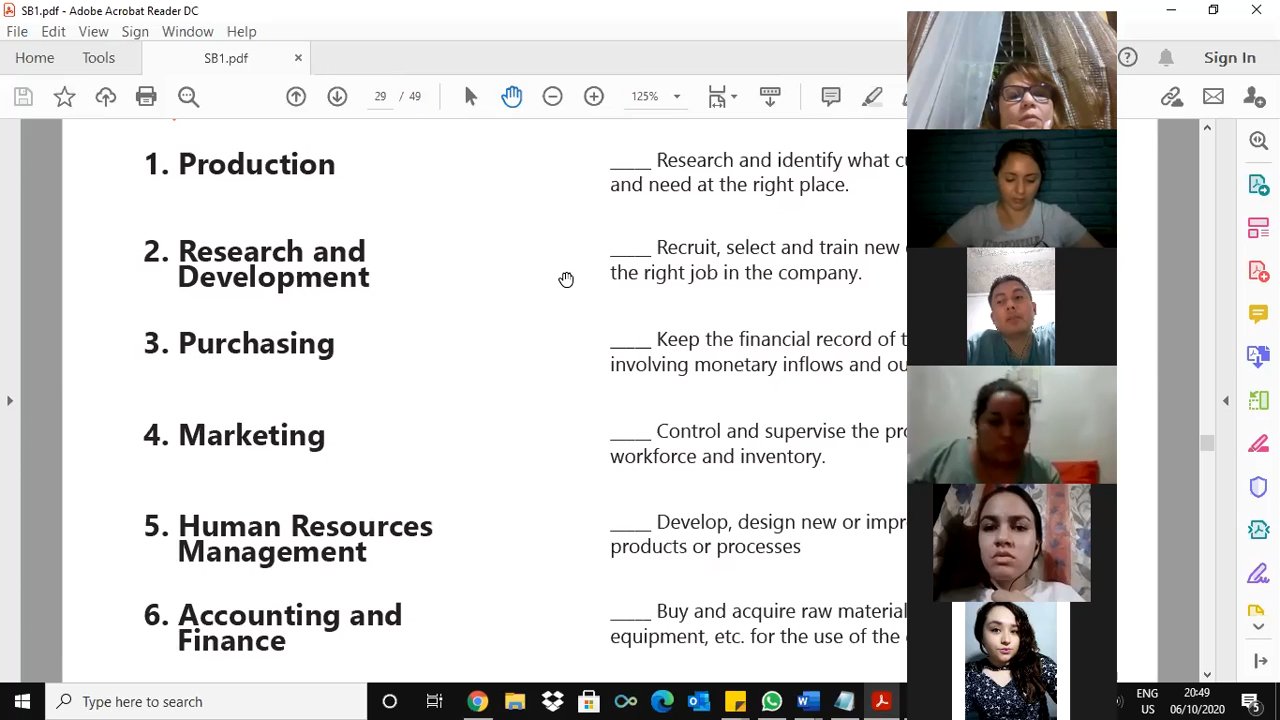 SB1.pdf - Adobe Acrobat Reader DC
File Edit View Sign Window Help
Home Tools SB1.pdf Sign In
29 / 49 125%
1. Production
____ Research and identify what
and need at the right place.
2. Research and
Development
____ Recruit, select and train new
the right job in the company.
3. Purchasing
____ Keep the financial record of
involving monetary inflows and
4. Marketing
____ Control and supervise the
workforce and inventory.
5. Human Resources
Management
____ Develop, design new or
products or processes
6. Accounting and
Finance
____ Buy and acquire raw
equipment, etc. for the use of the
Type here to search
ENG
US
20:49
06/10/2020
5